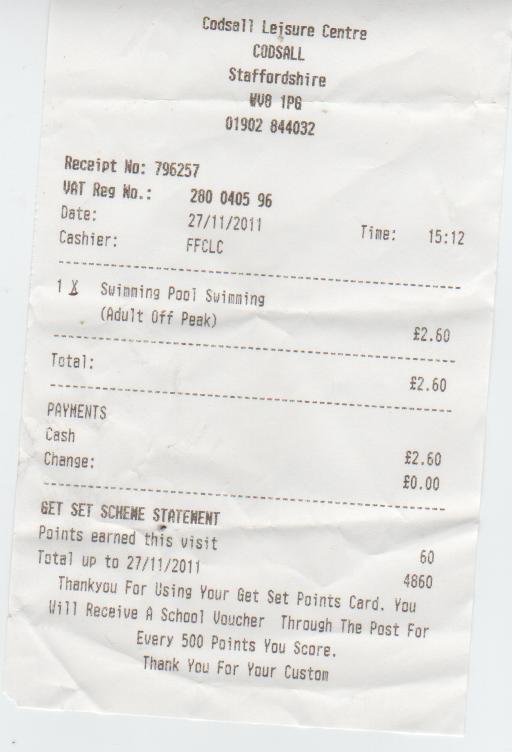 Codsall Leisure Centre
CODSALL
Staffordshire
WV8 1PG
01902 844032
Receipt No: 796257
VAT Reg No.: 280 0405 96
Date: 27/11/2011 Time: 15:12
Cashier: FFCLC
1 X Swimming Pool Swimming
(Adult Off Peak) £2.60
Total: £2.60
PAYMENTS
Cash £2.60
Change: £0.00
GET SET SCHEME STATEMENT
Points earned this visit 60
Total up to 27/11/2011 4860
Thankyou For Using Your Get Set Points Card. You
Will Receive A School Voucher Through The Post For
Every 500 Points You Score.
Thank You For Your Custom